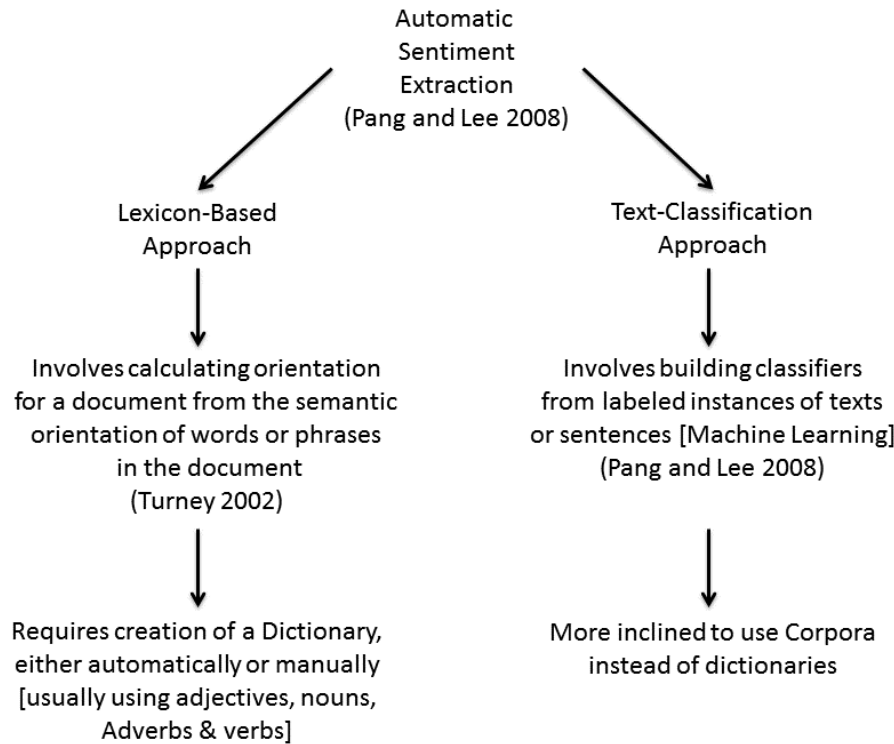 Automatic
Sentiment
Extraction
(Pang and Lee 2008)
Lexicon-Based
Approach
Text-Classification
Approach
Involves calculating orientation
for a document from the semantic
orientation of words or phrases
in the document
(Turney 2002)
Involves building classifiers
from labeled instances of texts
or sentences [Machine Learning]
(Pang and Lee 2008)
Requires creation of a Dictionary,
either automatically or manually
[usually using adjectives, nouns,
Adverbs & verbs]
More inclined to use Corpora
instead of dictionaries